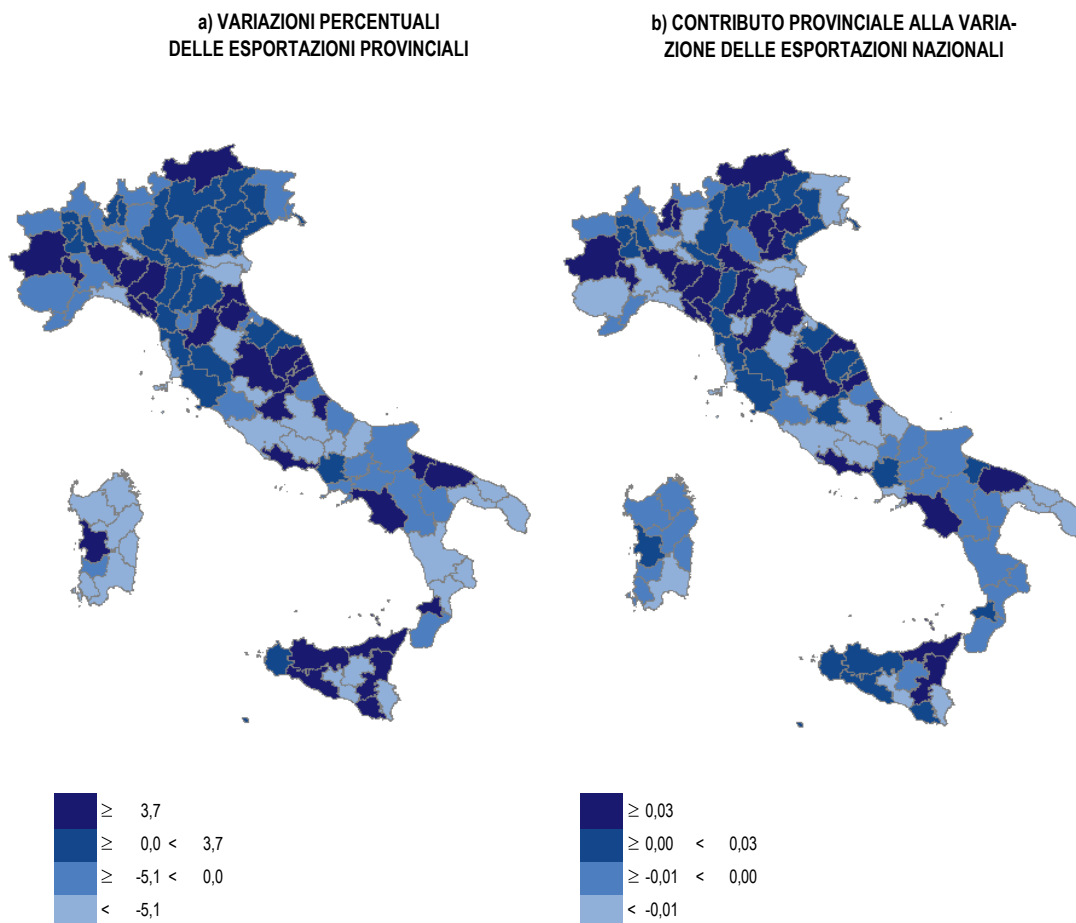 a) VARIAZIONI PERCENTUALI
DELLE ESPORTAZIONI PROVINCIALI
b) CONTRIBUTO PROVINCIALE ALLA VARIA-
ZIONE DELLE ESPORTAZIONI NAZIONALI
≥ 3,7
≥ 0,0 < 3,7
≥ -5,1 < 0,0
< -5,1
≥ 0,03
≥ 0,00 < 0,03
≥ -0,01 < 0,00
< -0,01